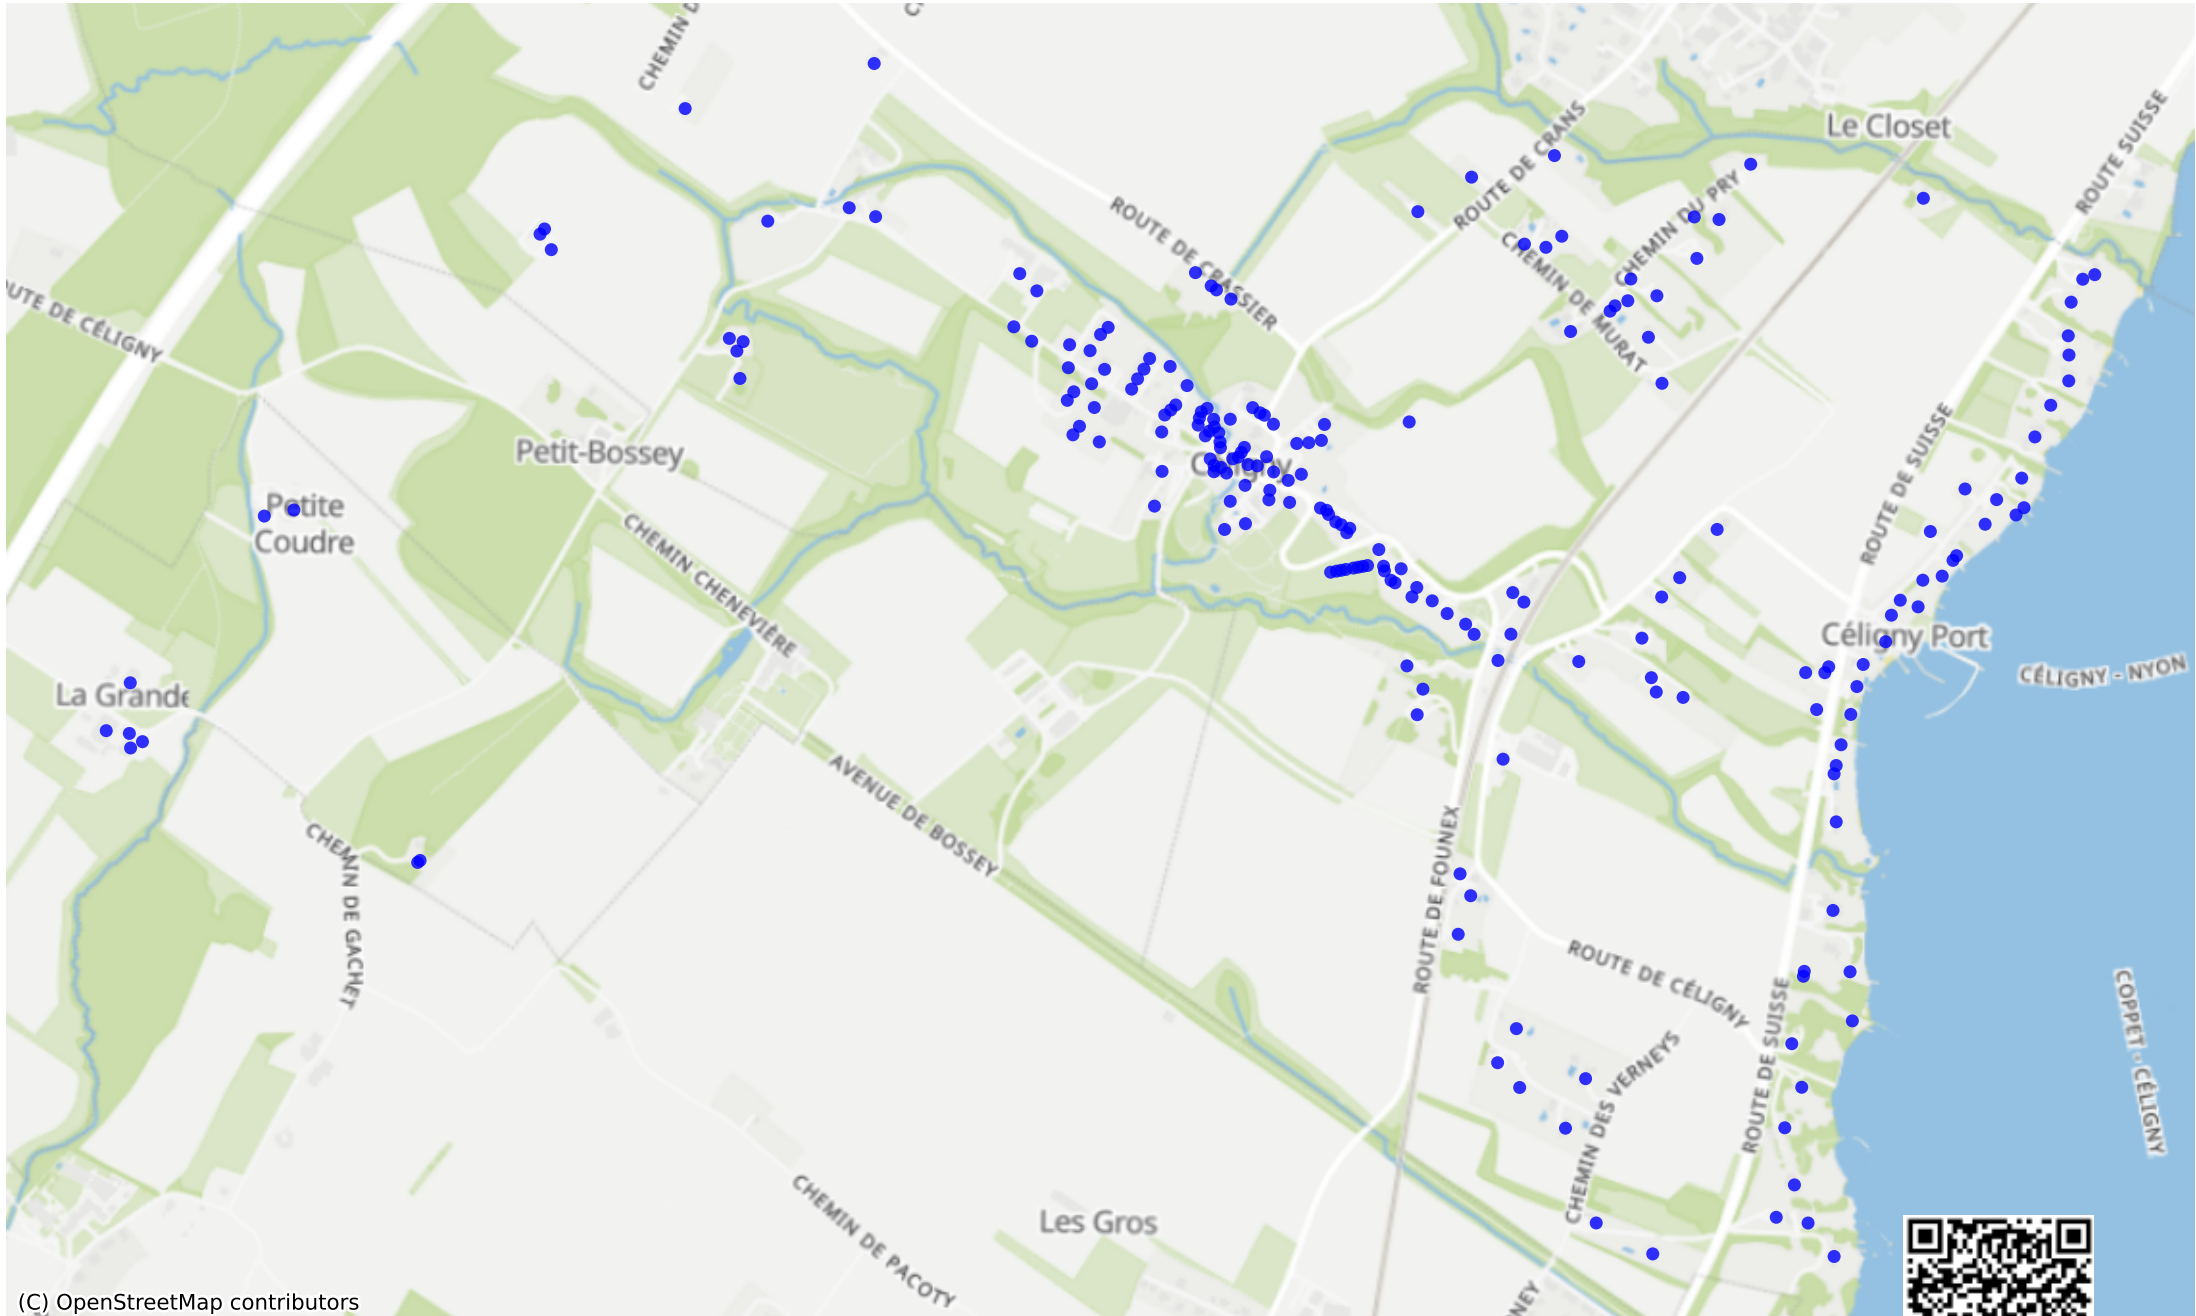 CHEMIN D
C
Le Closet
ROUTE SUISSE
ROUTE DE CRANS
CHEMIN DU PRY
ROUTE DE CRASSIER
CHEMIN DE MURAT
UTE DE CÉLIGNY
Petit-Bossey
Céligny
ROUTE DE SUISSE
Petite
Coudre
CHEMIN CHENEVIÈRE
Céligny Port
CÉLIGNY - NYON
La Grande
AVENUE DE BOSSEY
CHEMIN DE GACHET
ROUTE DE FOUNEX
ROUTE DE CÉLIGNY
COPPET - CÉLIGNY
ROUTE DE SUISSE
CHEMIN DES VERNEYS
CHEMIN DE PACOTY
Les Gros
NEY
(C) OpenStreetMap contributors